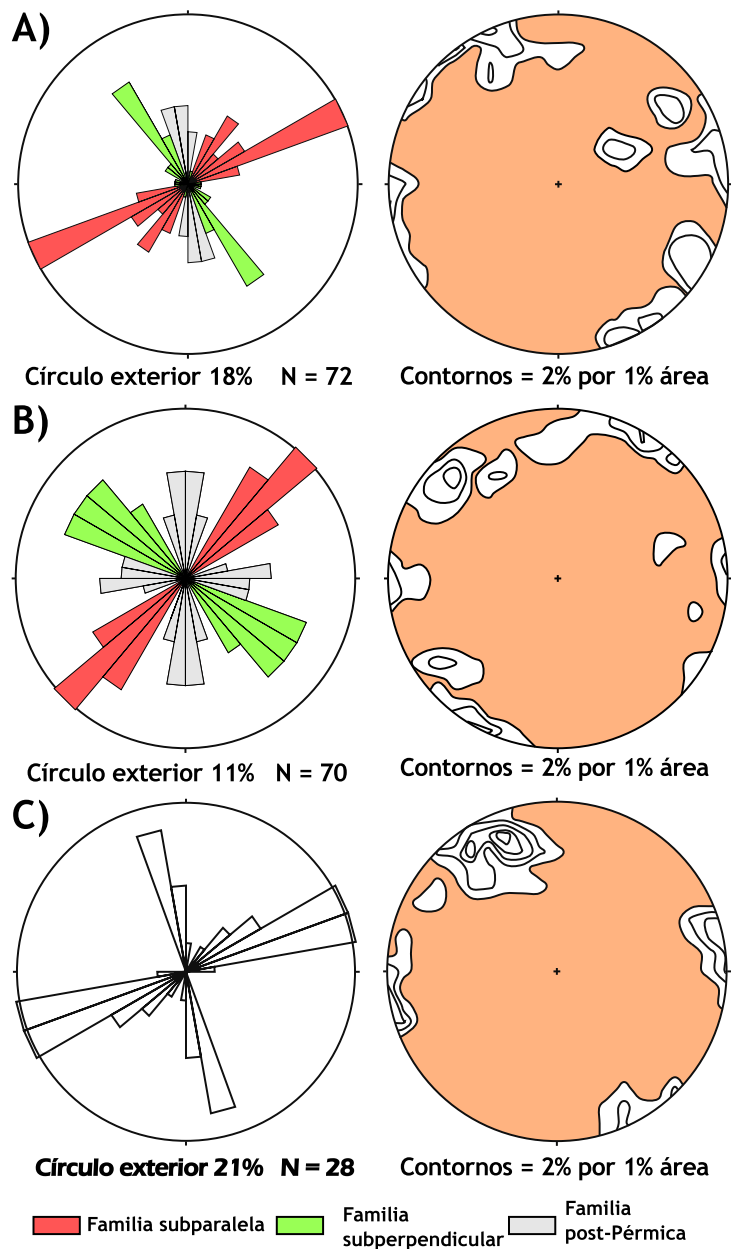 A)
Círculo exterior 18% N = 72
Contornos = 2% por 1% área
B)
Círculo exterior 11% N = 70
Contornos = 2% por 1% área
C)
Círculo exterior 21% N = 28
Contornos = 2% por 1% área
Familia subparalela
Familia
subperpendicular
Familia
post-Pérmica